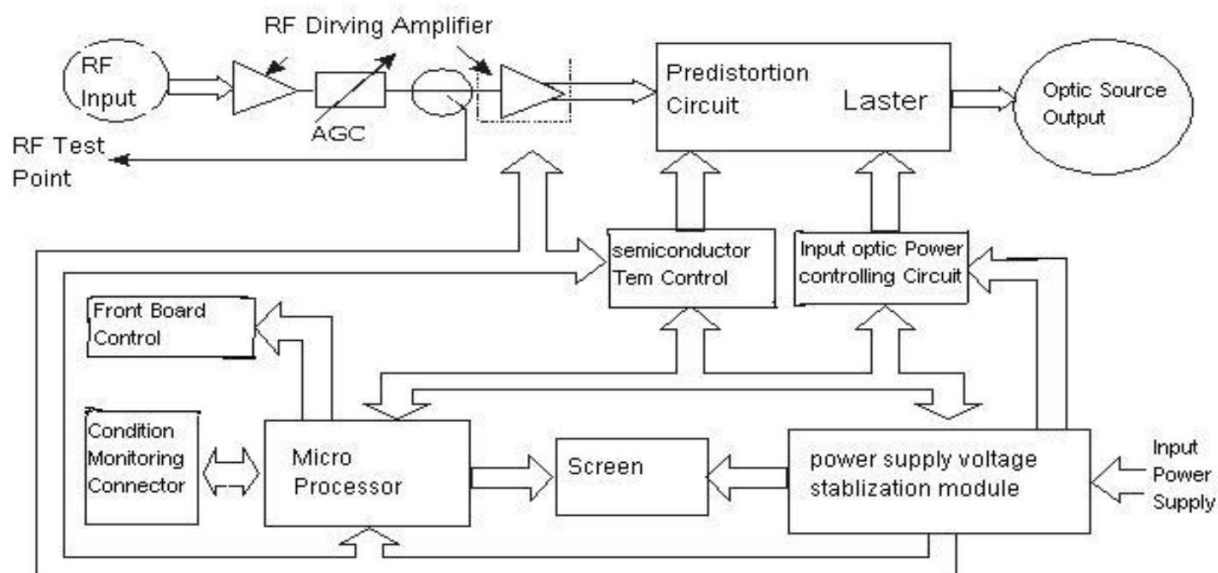 RF Dirving Amplifier
RF
Input
AGC
RF Test
Point
Predistortion
Circuit
Laster
Optic Source
Output
semiconductor
Tem Control
Input optic Power
controlling Circuit
Front Board
Control
Condition
Monitoring
Connector
Micro
Processor
Screen
power supply voltage
stablization module
Input
Power
Supply